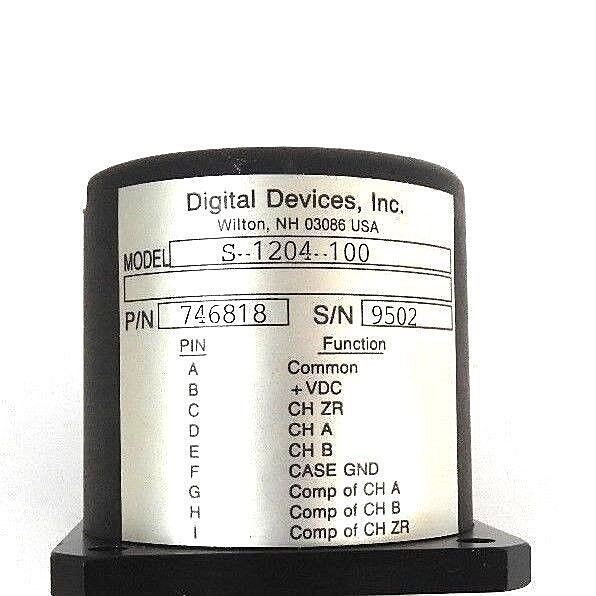 Digital Devices, Inc.
Wilton, NH 03086 USA
MODEL S--1204--100
P/N 746818 S/N 9502
PIN Function
A Common
B +VDC
C CH ZR
D CH A
E CH B
F CASE GND
G Comp of CH A
H Comp of CH B
I Comp of CH ZR